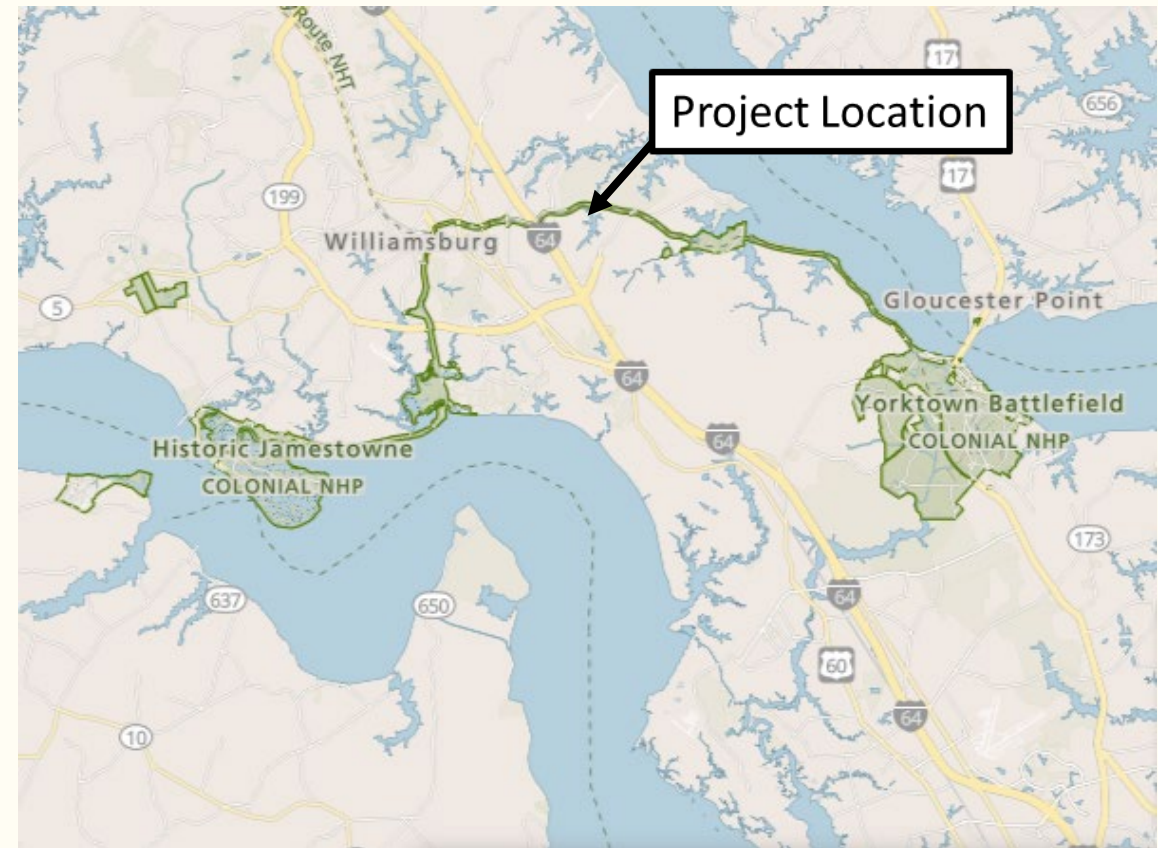 Route NHT
64
17
656
Project Location
17
199
Williamsburg
64
5
Gloucester Point
64
Yorktown Battlefield
COLONIAL NHP
64
Historic Jamestowne
COLONIAL NHP
173
637
650
64
60
64
10